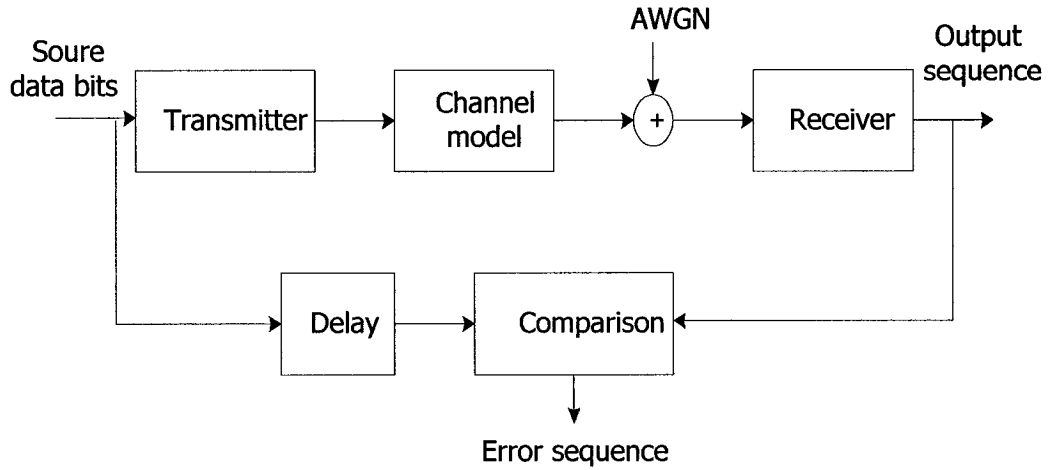 AWGN
Soure
data bits
Output
sequence
Transmitter
Channel
model
+
Receiver
Delay
Comparison
Error sequence